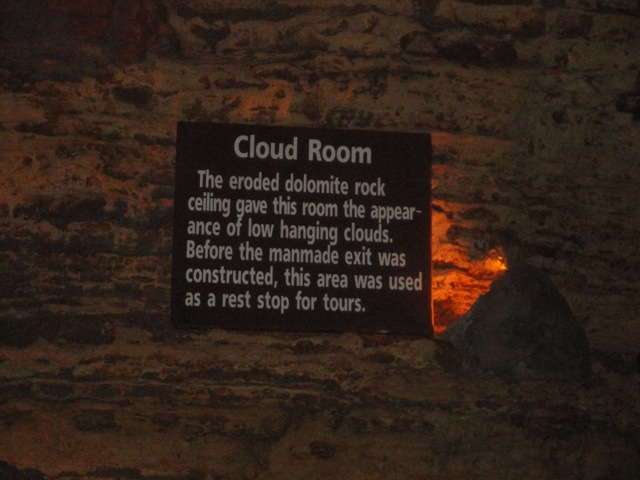 Cloud Room
The eroded dolomite rock
ceiling gave this room the appear-
ance of low hanging clouds.
Before the manmade exit was
constructed, this area was used
as a rest stop for tours.